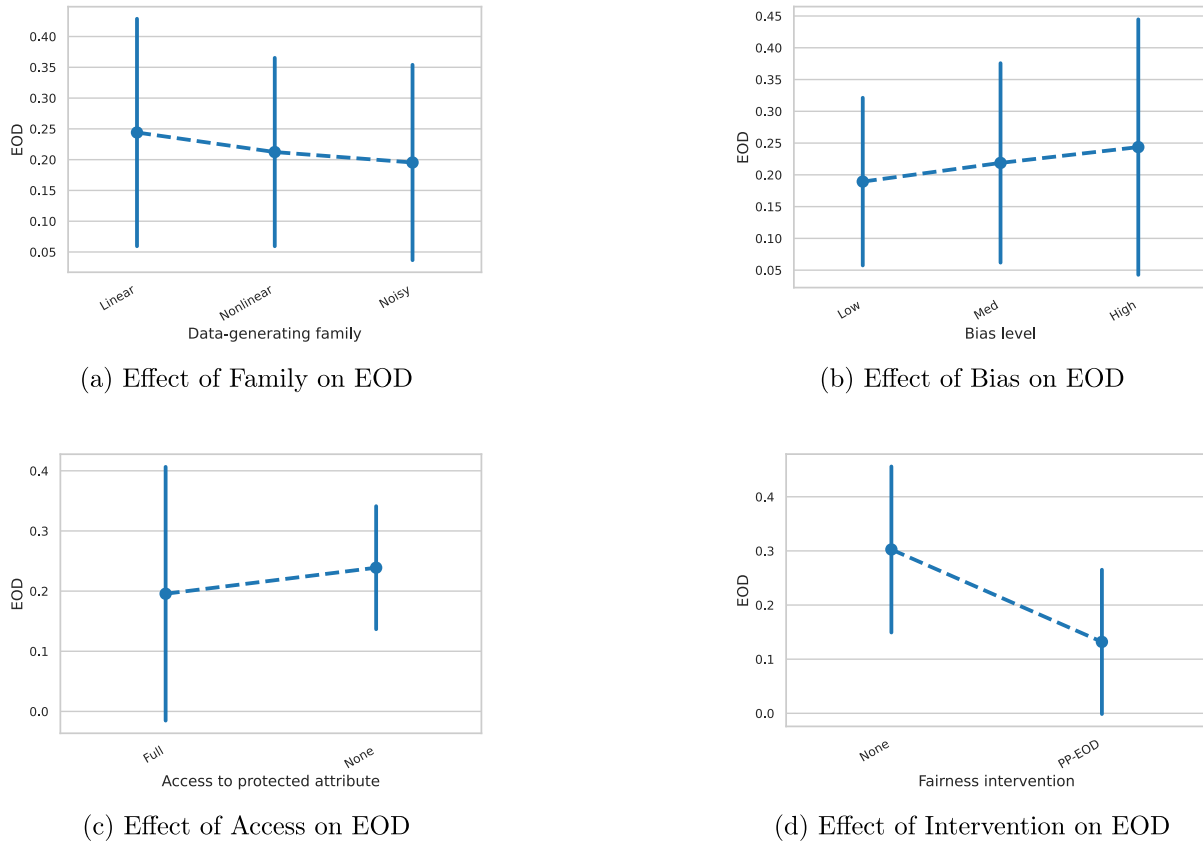 0.40
0.35
0.30
0.25
0.20
0.15
0.10
0.05
EOD
Linear
Nonlinear
Noisy
Data-generating family
(a) Effect of Family on EOD
0.45
0.40
0.35
0.30
0.25
0.20
0.15
0.10
0.05
EOD
Low
Med
High
Bias level
(b) Effect of Bias on EOD
0.4
0.3
0.2
0.1
0.0
EOD
Full
None
Access to protected attribute
(c) Effect of Access on EOD
0.4
0.3
0.2
0.1
0.0
EOD
None
PP-EOD
Fairness intervention
(d) Effect of Intervention on EOD